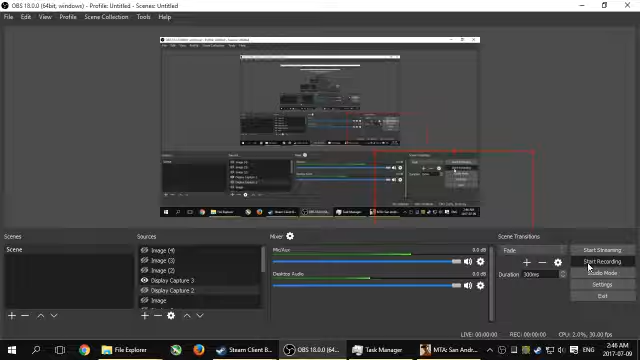 OBS 18.0.0 (64bit, windows) - Profile: Untitled - Scenes: Untitled
File Edit View Profile Scene Collection Tools Help
Scenes
Sources
Mixer
Scene Transitions
Scene
Image (4)
Image (3)
Image (2)
Display Capture 3
Display Capture 2
Image
Mic/Aux 0.0 dB
Desktop Audio 0.0 dB
Fade
Duration 300ms
Start Streaming
Start Recording
Studio Mode
Settings
Exit
LIVE: 00:00:00 REC: 00:00:00 CPU: 2.0%, 30.00 fps
File Explorer
Steam Client B...
OBS 18.0.0 (64bi...
Task Manager
MTA: San Andr...
ENG
2:46 AM
2017-07-09